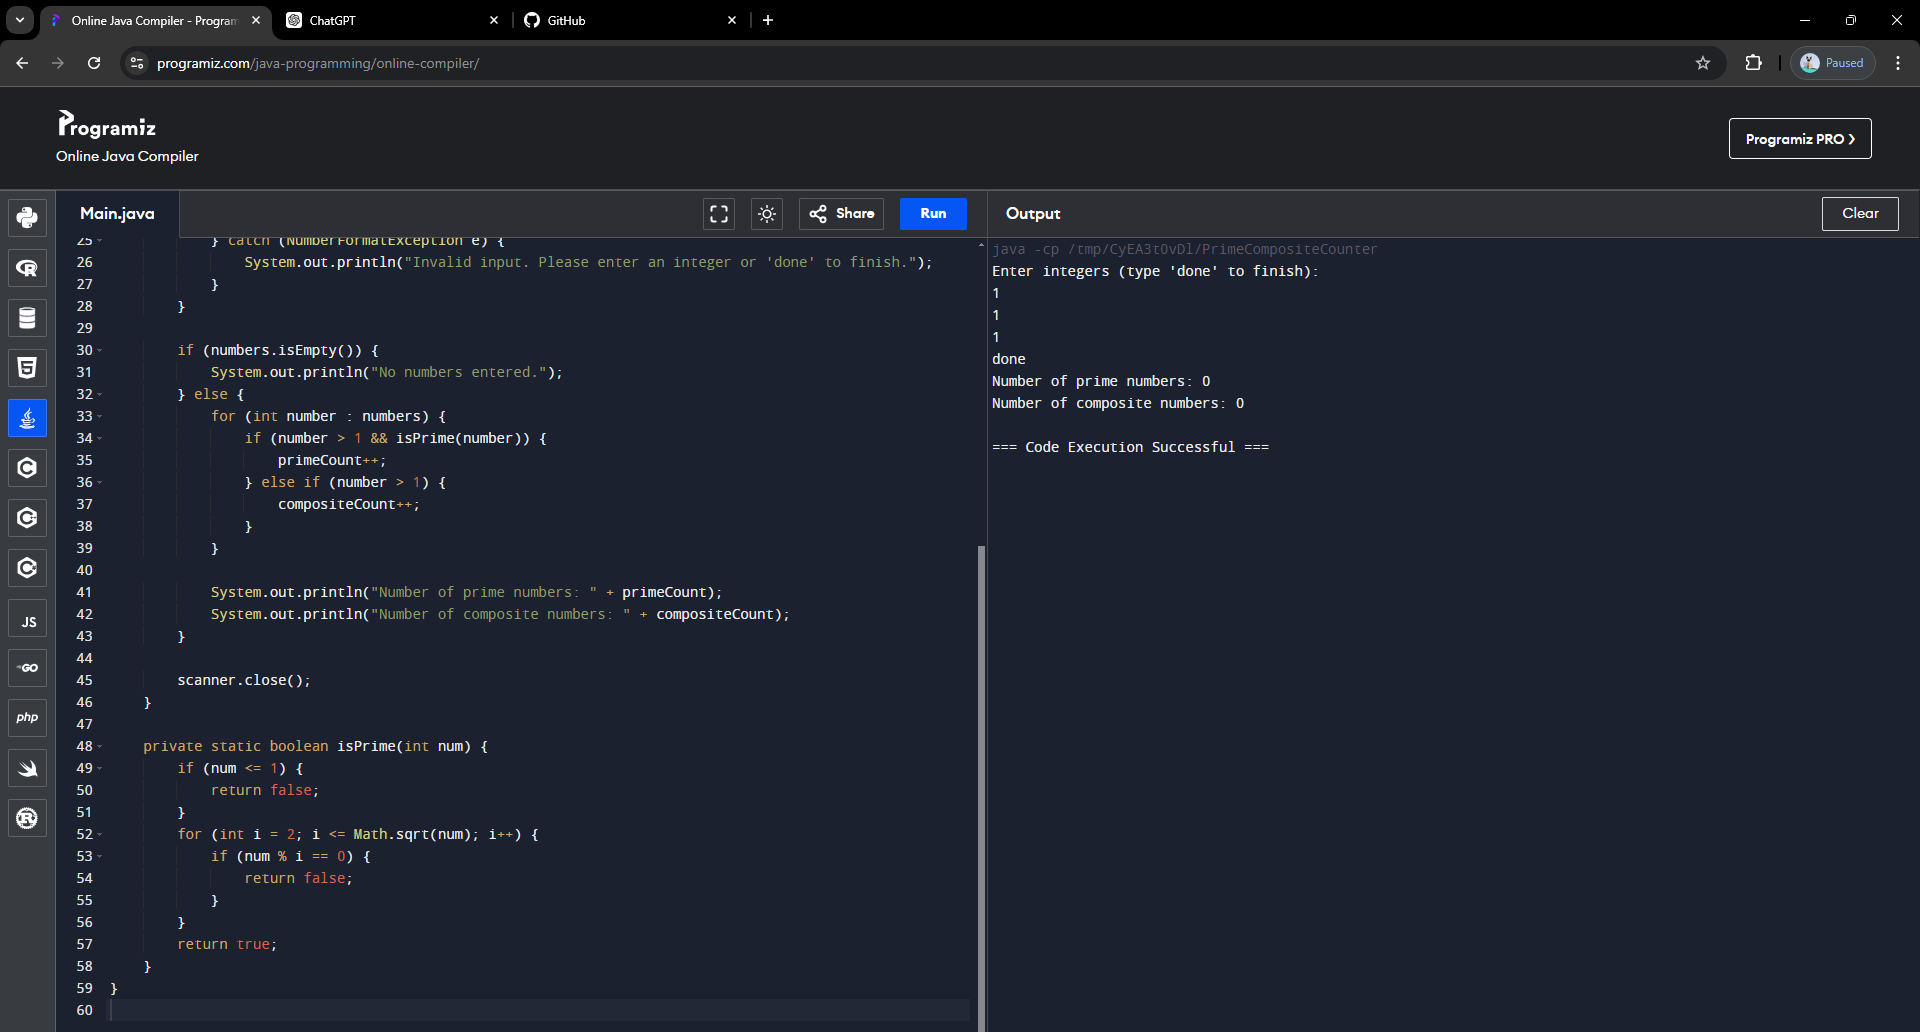 Online Java Compiler - Program
ChatGPT
GitHub
programiz.com/java-programming/online-compiler/
Paused
Programiz
Online Java Compiler
Programiz PRO
Main.java
Share
Run
Output
Clear
JS
GO
php
25 } catch (NumberFormatException e) {
26 System.out.println("Invalid input. Please enter an integer or 'done' to finish.");
27 }
28 }
29
30 if (numbers.isEmpty()) {
31 System.out.println("No numbers entered.");
32 } else {
33 for (int number : numbers) {
34 if (number > 1 && isPrime(number)) {
35 primeCount++;
36 } else if (number > 1) {
37 compositeCount++;
38 }
39 }
40
41 System.out.println("Number of prime numbers: " + primeCount);
42 System.out.println("Number of composite numbers: " + compositeCount);
43 }
44
45 scanner.close();
46 }
47
48 private static boolean isPrime(int num) {
49 if (num <= 1) {
50 return false;
51 }
52 for (int i = 2; i <= Math.sqrt(num); i++) {
53 if (num % i == 0) {
54 return false;
55 }
56 }
57 return true;
58 }
59 }
60
java -cp /tmp/CyEA3tOvDl/PrimeCompositeCounter
Enter integers (type 'done' to finish):
1
1
1
done
Number of prime numbers: 0
Number of composite numbers: 0
=== Code Execution Successful ===